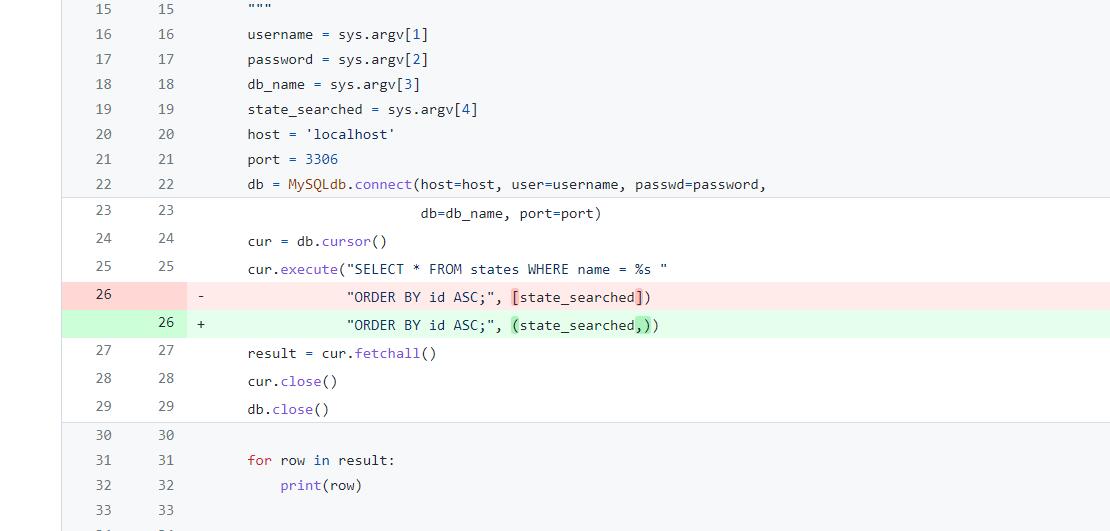 15 15 """
16 16 username = sys.argv[1]
17 17 password = sys.argv[2]
18 18 db_name = sys.argv[3]
19 19 state_searched = sys.argv[4]
20 20 host = 'localhost'
21 21 port = 3306
22 22 db = MySQLdb.connect(host=host, user=username, passwd=password,
23 23 db=db_name, port=port)
24 24 cur = db.cursor()
25 25 cur.execute("SELECT * FROM states WHERE name = %s "
26 - "ORDER BY id ASC;", [state_searched])
26 + "ORDER BY id ASC;", (state_searched,))
27 27 result = cur.fetchall()
28 28 cur.close()
29 29 db.close()
30 30
31 31 for row in result:
32 32 print(row)
33 33